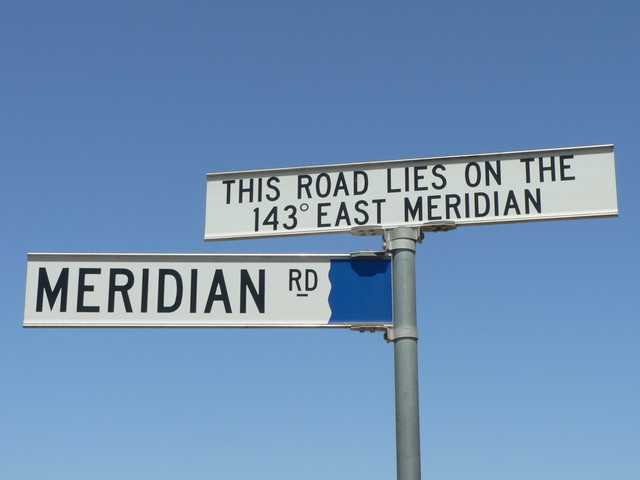 THIS ROAD LIES ON THE
143° EAST MERIDIAN
MERIDIAN RD